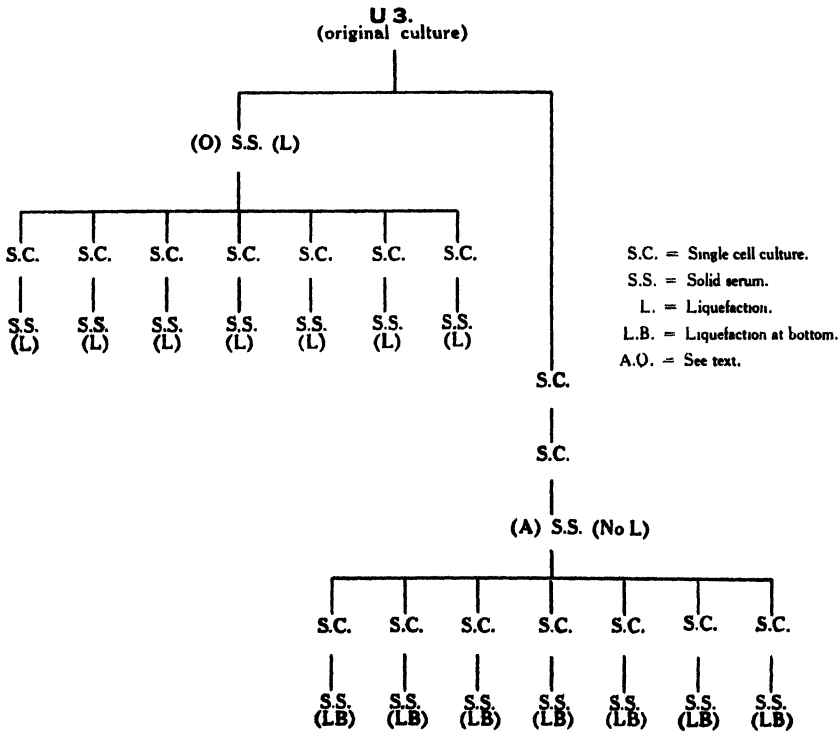 U 3.
(original culture)
(O) S.S. (L)
S.C. S.C. S.C. S.C. S.C. S.C. S.C.
S.S. S.S. S.S. S.S. S.S. S.S. S.S.
(L) (L) (L) (L) (L) (L) (L)
S.C. = Single cell culture.
S.S. = Solid serum.
L. = Liquefaction.
L.B. = Liquefaction at bottom.
A.O. = See text.
S.C.
S.C.
(A) S.S. (No L)
S.C. S.C. S.C. S.C. S.C. S.C. S.C.
S.S. S.S. S.S. S.S. S.S. S.S. S.S.
(LB) (LB) (LB) (LB) (LB) (LB) (LB)